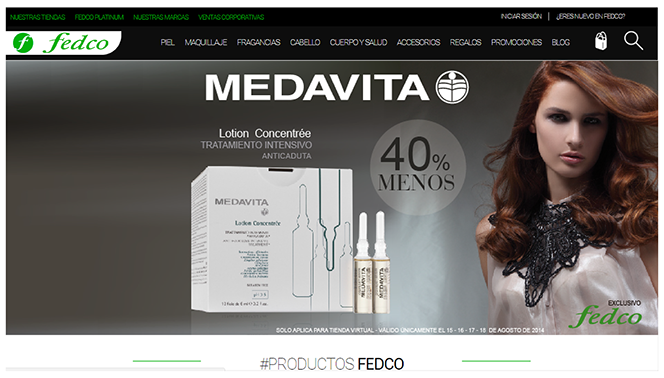 NUESTRAS TIENDAS FEDCO PLATINUM NUESTRAS MARCAS VENTAS CORPORATIVAS INICIAR SESIÓN | ¿ERES NUEVO EN FEDCO?
f fedco PIEL MAQUILLAJE FRAGANCIAS CABELLO CUERPO Y SALUD ACCESORIOS REGALOS PROMOCIONES BLOG
MEDAVITA
Lotion Concentrée
TRATAMIENTO INTENSIVO
ANTICADUTA
40%
MENOS
MEDAVITA
Lotion Concentrée
MEDAVITA
MEDAVITA
EXCLUSIVO
fedco
SOLO APLICA PARA TIENDA VIRTUAL - VÁLIDO ÚNICAMENTE EL 15 - 16 - 17 - 18 DE AGOSTO DE 2014
#PRODUCTOS FEDCO